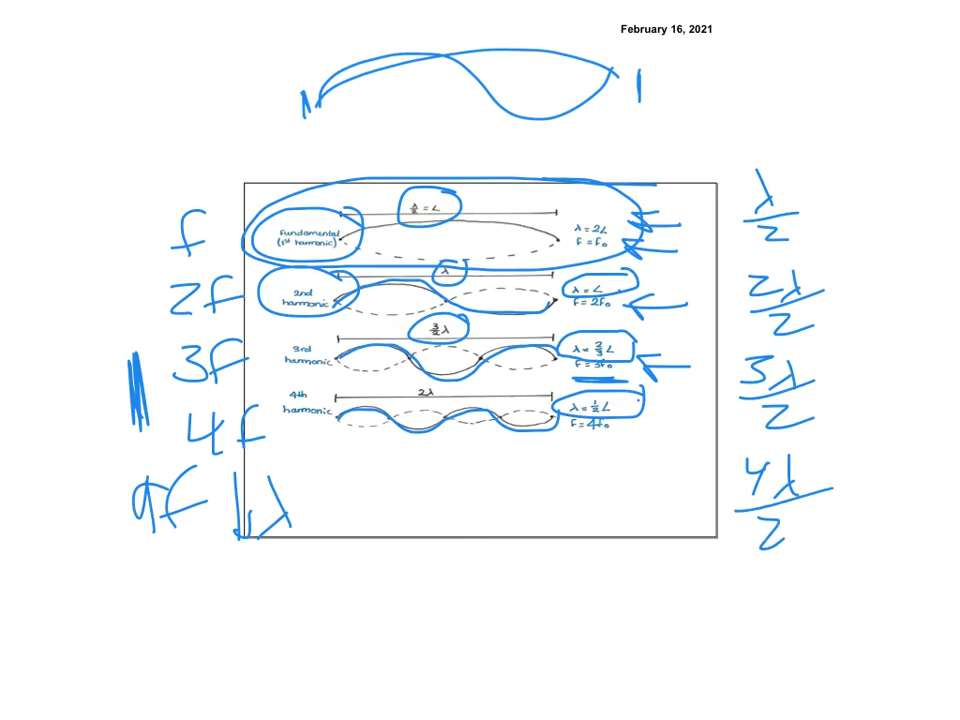 February 16, 2021
λ/2 = L
Fundamental
(1st harmonic)
λ = 2L
f = f₀
f
λ/2
λ
2nd
harmonic
λ = L
f = 2f₀
2f
2λ/2
3/2 λ
3rd
harmonic
λ = 2/3 L
f = 3f₀
3f
3λ/2
2λ
4th
harmonic
λ = 1/2 L
f = 4f₀
4f
4λ/2
↑f ↓λ